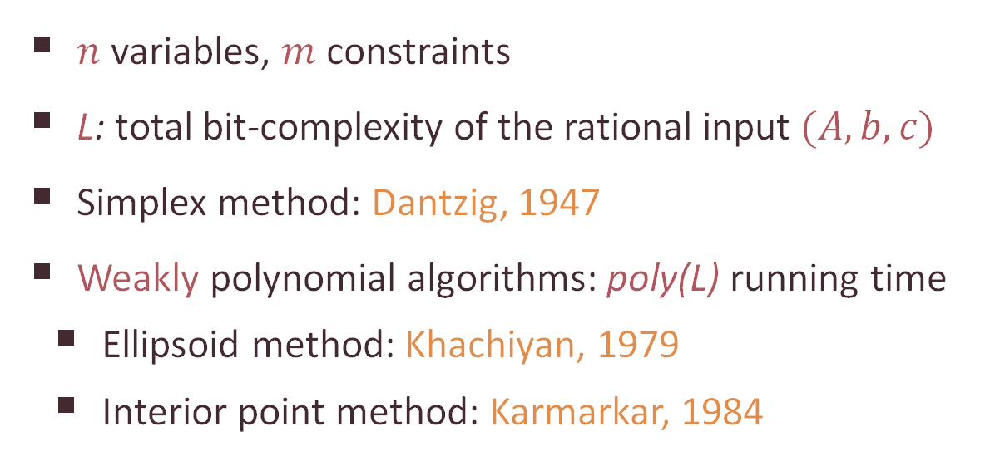 ▪ n variables, m constraints
▪ L: total bit-complexity of the rational input (A, b, c)
▪ Simplex method: Dantzig, 1947
▪ Weakly polynomial algorithms: poly(L) running time
▪ Ellipsoid method: Khachiyan, 1979
▪ Interior point method: Karmarkar, 1984